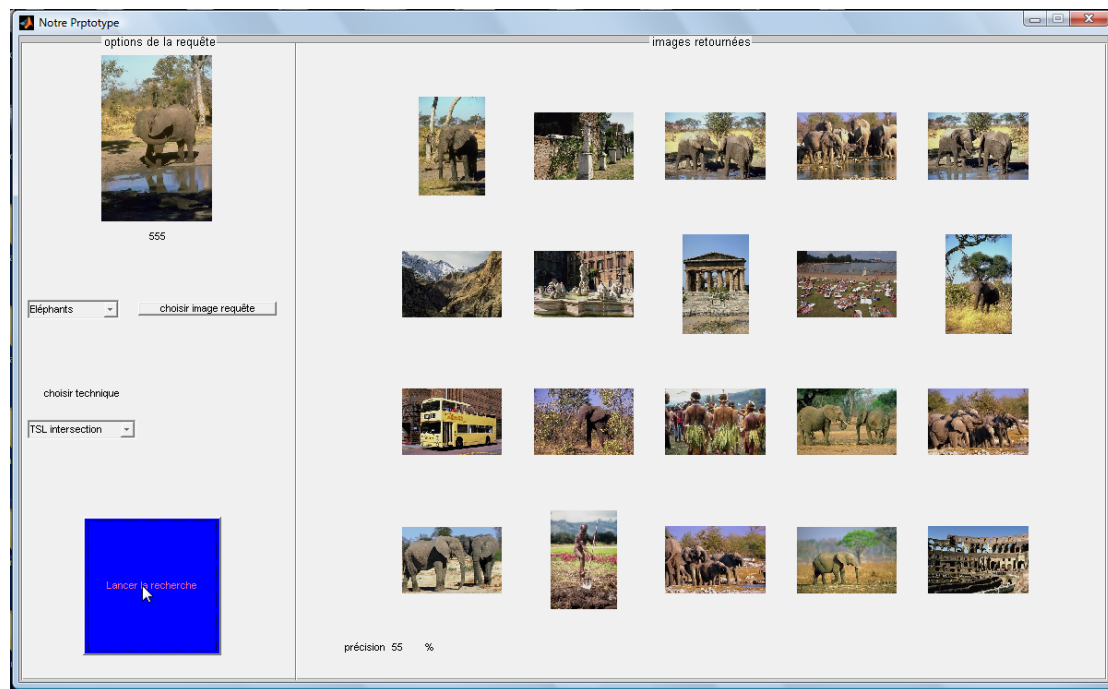 Notre Prptotype
options de la requête
images retournées
555
Eléphants
choisir image requête
choisir technique
TSL intersection
Lancer la recherche
précision 55 %